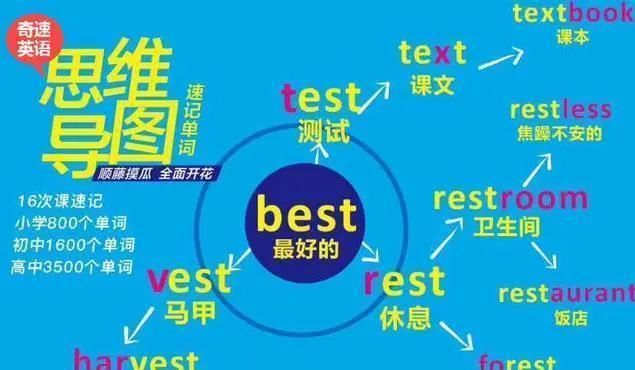 奇速
英语
思维
导图
速记单词
顺藤摸瓜 全面开花
16次课速记
小学800个单词
初中1600个单词
高中3500个单词
best
最好的
test
测试
text
课文
textbook
课本
rest
休息
restroom
卫生间
restless
焦躁不安的
restaurant
饭店
forest
vest
马甲
harvest